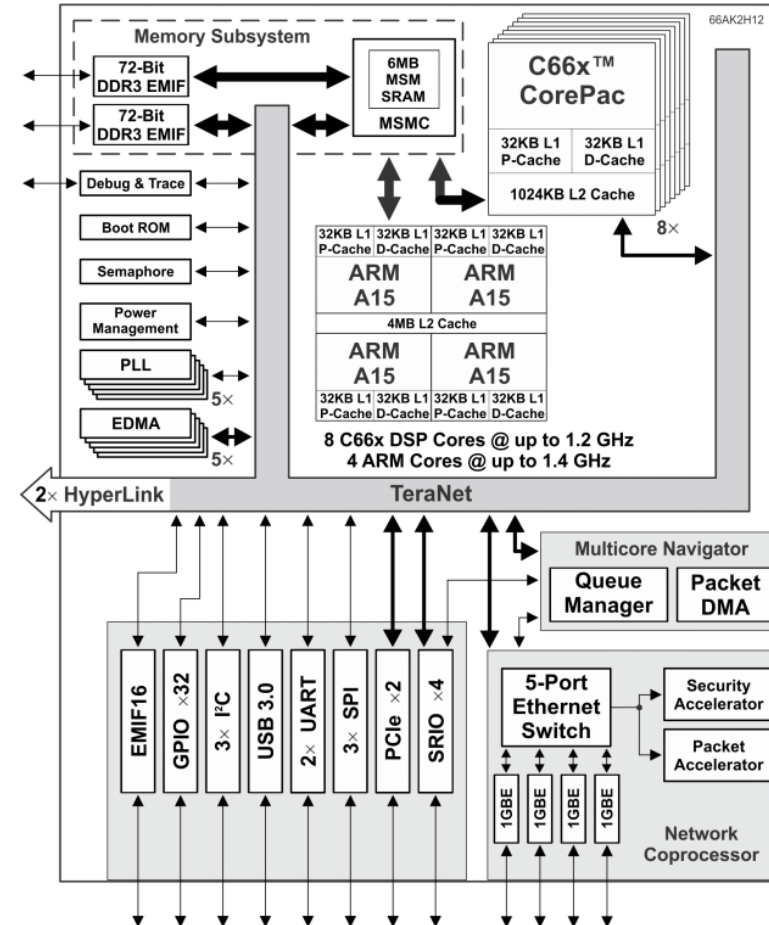 66AK2H12
Memory Subsystem
72-Bit
DDR3 EMIF
72-Bit
DDR3 EMIF
6MB
MSM
SRAM
MSMC
C66x™
CorePac
32KB L1
P-Cache
32KB L1
D-Cache
1024KB L2 Cache
8×
Debug & Trace
Boot ROM
Semaphore
Power
Management
PLL
5×
EDMA
5×
32KB L1 32KB L1 32KB L1 32KB L1
P-Cache D-Cache P-Cache D-Cache
ARM
A15
ARM
A15
4MB L2 Cache
ARM
A15
ARM
A15
32KB L1 32KB L1 32KB L1 32KB L1
P-Cache D-Cache P-Cache D-Cache
8 C66x DSP Cores @ up to 1.2 GHz
4 ARM Cores @ up to 1.4 GHz
2× HyperLink
TeraNet
Multicore Navigator
Queue
Manager
Packet
DMA
EMIF16
GPIO ×32
3× I²C
USB 3.0
2× UART
3× SPI
PCIe ×2
SRIO ×4
5-Port
Ethernet
Switch
Security
Accelerator
Packet
Accelerator
1GBE
1GBE
1GBE
1GBE
Network
Coprocessor